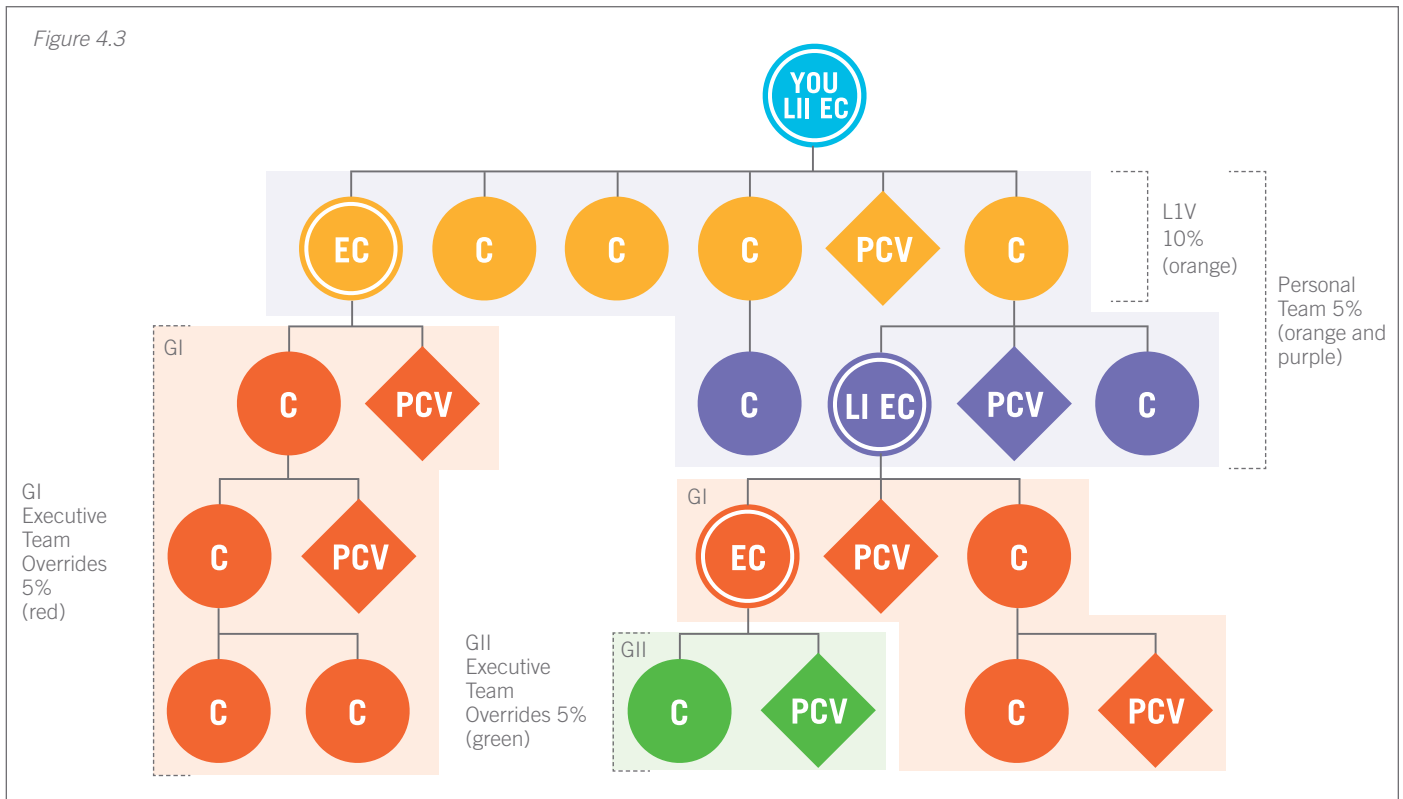 Figure 4.3
YOU
LII EC
EC
C
C
C
PCV
C
L1V
10%
(orange)
Personal
Team 5%
(orange and
purple)
GI
C
PCV
C
LI EC
PCV
C
GI
Executive
Team
Overrides
5%
(red)
C
PCV
GI
EC
PCV
C
C
C
GII
Executive
Team
Overrides 5%
(green)
GII
C
PCV
C
PCV